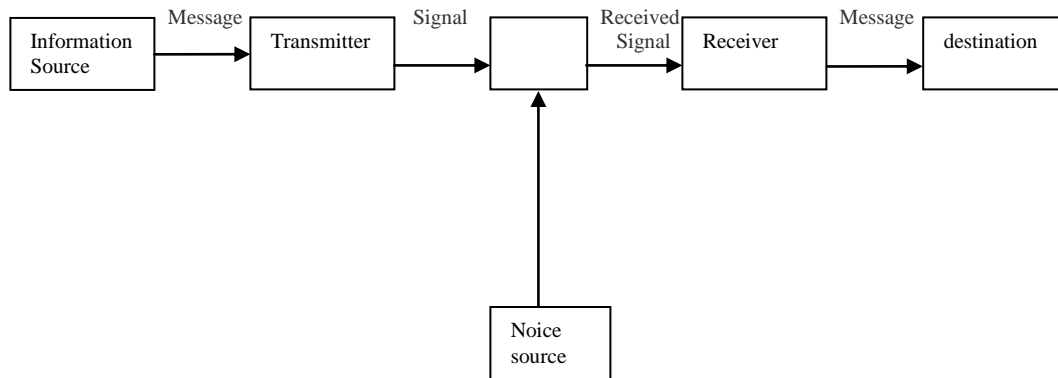 Message
Signal
Received
Signal
Message
Information
Source
Transmitter
Receiver
destination
Noice
source